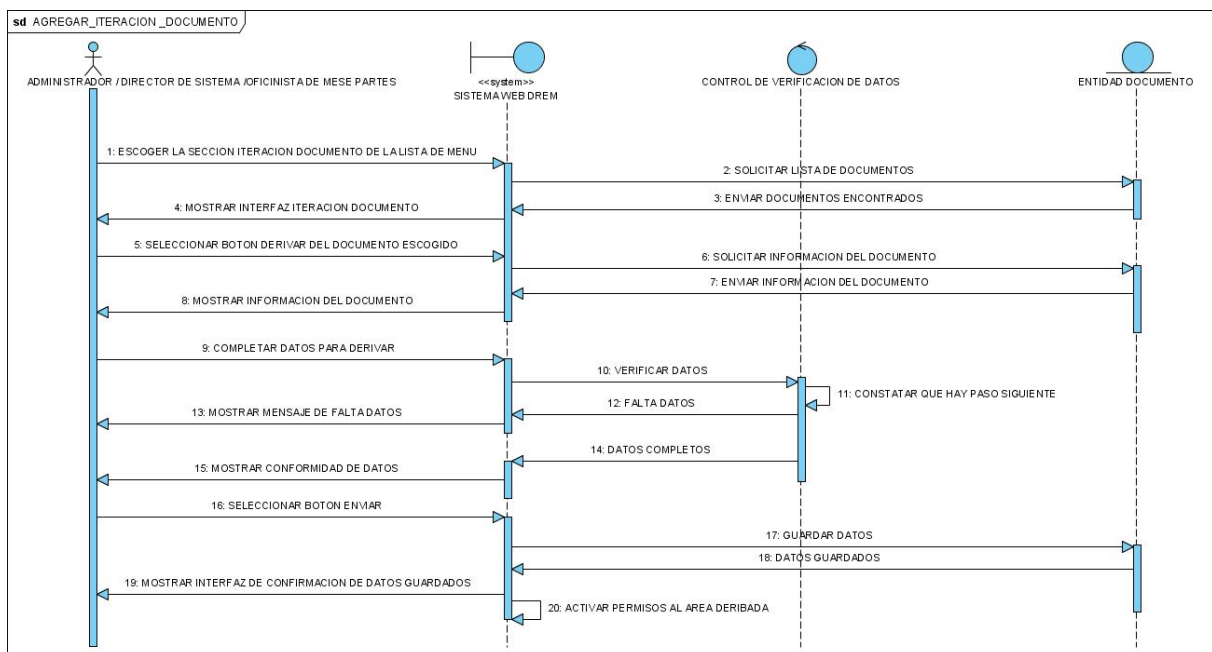 sd AGREGAR_ITERACION _DOCUMENTO
ADMINISTRADOR / DIRECTOR DE SISTEMA /OFICINISTA DE MESE PARTES
<<system>>
SISTEMA WEB DREM
CONTROL DE VERIFICACION DE DATOS
ENTIDAD DOCUMENTO
1: ESCOGER LA SECCION ITERACION DOCUMENTO DE LA LISTA DE MENU
2: SOLICITAR LISTA DE DOCUMENTOS
3: ENVIAR DOCUMENTOS ENCONTRADOS
4: MOSTRAR INTERFAZ ITERACION DOCUMENTO
5: SELECCIONAR BOTON DERIVAR DEL DOCUMENTO ESCOGIDO
6: SOLICITAR INFORMACION DEL DOCUMENTO
7: ENVIAR INFORMACION DEL DOCUMENTO
8: MOSTRAR INFORMACION DEL DOCUMENTO
9: COMPLETAR DATOS PARA DERIVAR
10: VERIFICAR DATOS
11: CONSTATAR QUE HAY PASO SIGUIENTE
12: FALTA DATOS
13: MOSTRAR MENSAJE DE FALTA DATOS
14: DATOS COMPLETOS
15: MOSTRAR CONFORMIDAD DE DATOS
16: SELECCIONAR BOTON ENVIAR
17: GUARDAR DATOS
18: DATOS GUARDADOS
19: MOSTRAR INTERFAZ DE CONFIRMACION DE DATOS GUARDADOS
20: ACTIVAR PERMISOS AL AREA DERIBADA